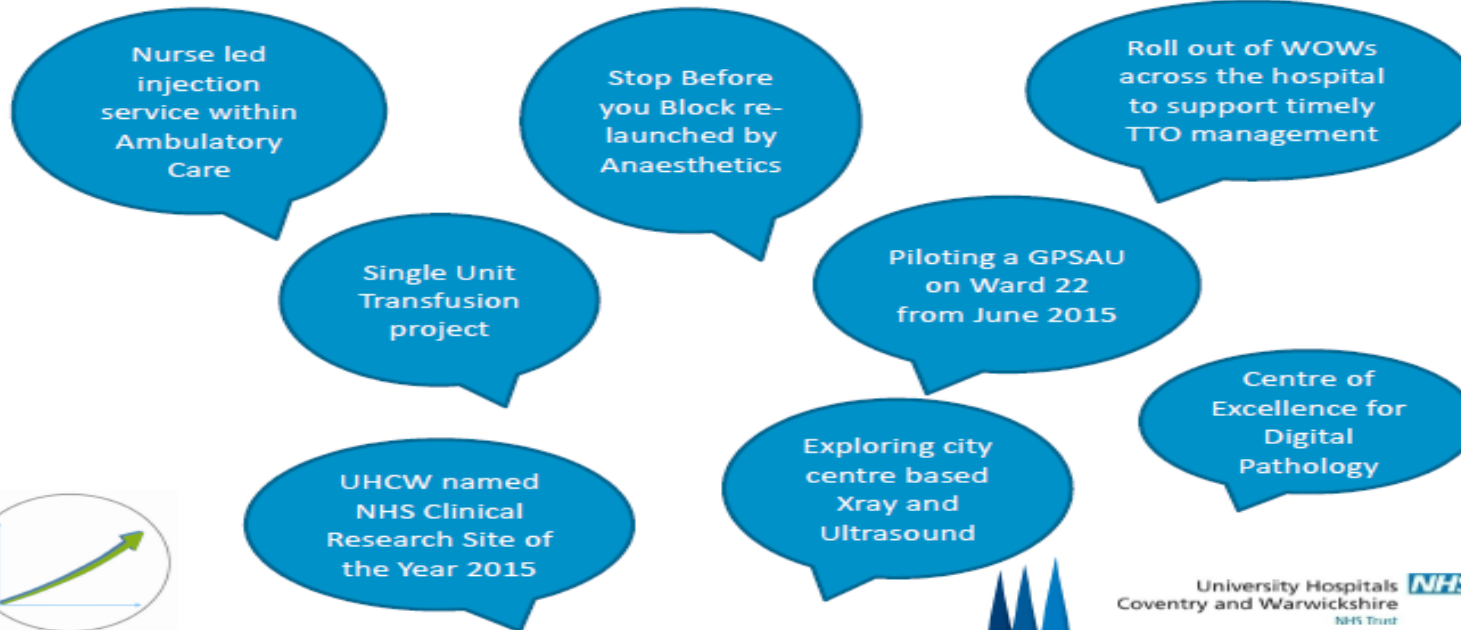 Nurse led
injection
service within
Ambulatory
Care
Stop Before
you Block re-
launched by
Anaesthetics
Roll out of WOWs
across the hospital
to support timely
TTO management
Single Unit
Transfusion
project
Piloting a GPSAU
on Ward 22
from June 2015
Centre of
Excellence for
Digital
Pathology
UHCW named
NHS Clinical
Research Site of
the Year 2015
Exploring city
centre based
Xray and
Ultrasound
University Hospitals NHS
Coventry and Warwickshire
NHS Trust